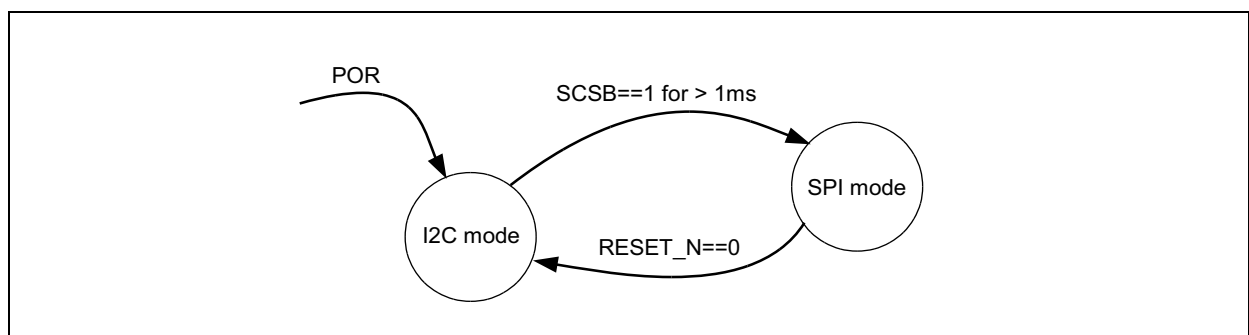 POR
SCSB==1 for > 1ms
SPI mode
I2C mode
RESET_N==0